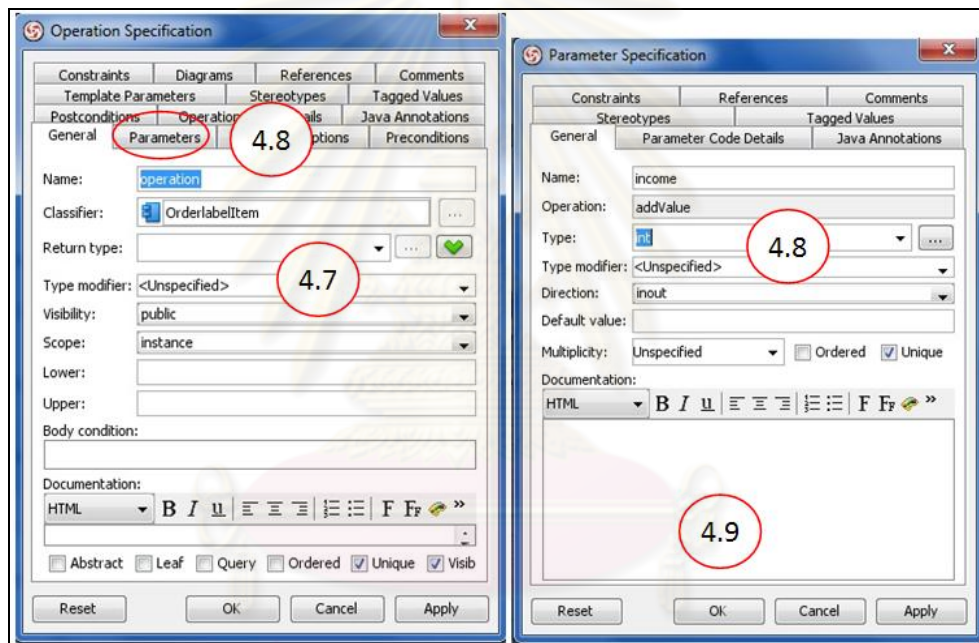 Operation Specification
Constraints Diagrams References Comments
Template Parameters Stereotypes Tagged Values
Postconditions Java Annotations
General Parameters Preconditions
4.8
Name: operation
Classifier: OrderlabelItem ...
Return type: ...
4.7
Type modifier: <Unspecified>
Visibility: public
Scope: instance
Lower:
Upper:
Body condition:
Documentation:
HTML B I u F FF »
Abstract Leaf Query Ordered Unique Visib
Reset OK Cancel Apply
Parameter Specification
Constraints References Comments
Stereotypes Tagged Values
General Parameter Code Details Java Annotations
Name: income
Operation: addValue
Type: int ...
4.8
Type modifier: <Unspecified>
Direction: inout
Default value:
Multiplicity: Unspecified Ordered Unique
Documentation:
HTML B I u F FF »
4.9
Reset OK Cancel Apply